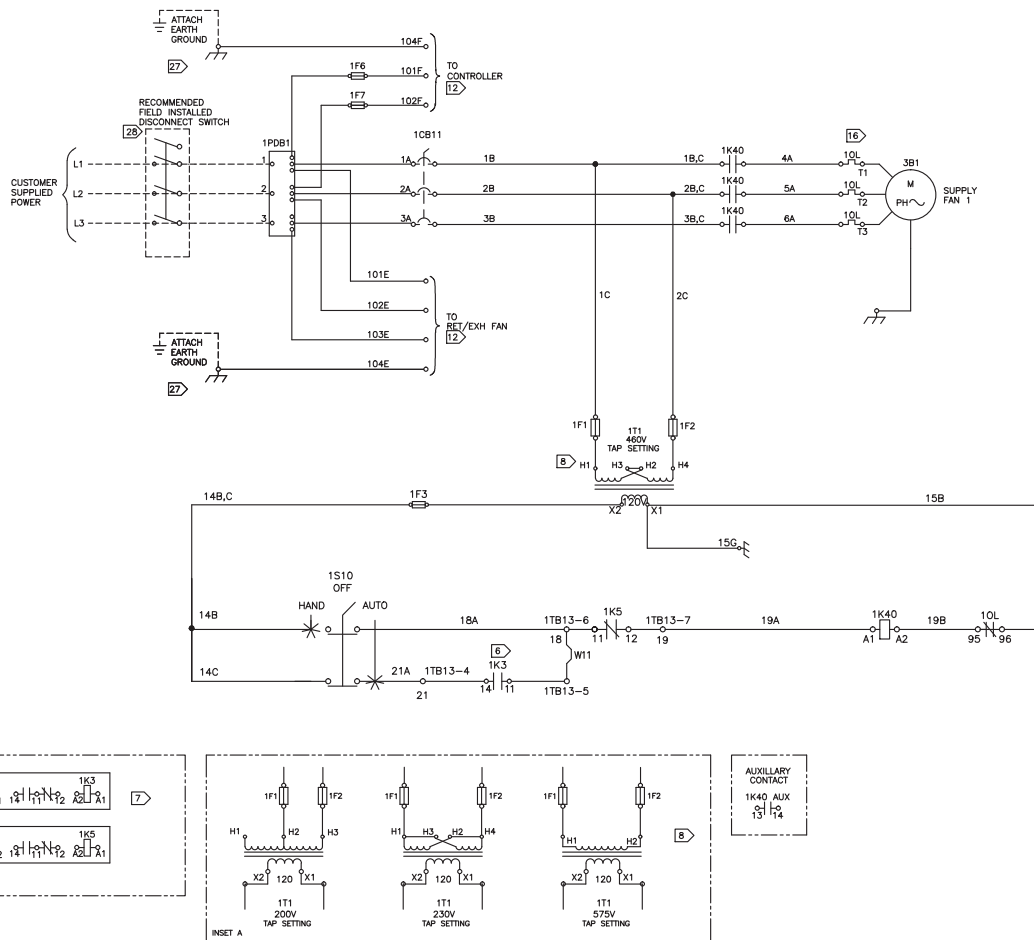 ATTACH
EARTH
GROUND
27
104F
1F6
101F
TO
CONTROLLER
12
1F7
102F
RECOMMENDED
FIELD INSTALLED
DISCONNECT SWITCH
28
1PDB1
1CB11
16
CUSTOMER
SUPPLIED
POWER
L1
1
1A
1B
1B,C
1K40
4A
1OL
T1
3B1
L2
2
2A
2B
2B,C
1K40
5A
1OL
T2
M
PH
SUPPLY
FAN 1
L3
3
3A
3B
3B,C
1K40
6A
1OL
T3
101E
102E
TO
RET/EXH FAN
12
103E
104E
1C
2C
ATTACH
EARTH
GROUND
27
1F1
1T1
460V
TAP SETTING
1F2
8
H1
H3
H2
H4
14B,C
1F3
X2
120V
X1
15B
15G
1S10
OFF
HAND
AUTO
14B
18A
1TB13-6
18
1K5
11
12
1TB13-7
19
19A
1K40
A1
A2
19B
1OL
95
96
W11
14C
21A
1TB13-4
21
6
1K3
14
11
1TB13-5
1K3
14
11
12
A2
A1
7
1K5
14
11
12
A2
A1
1F1
1F2
H1
H2
H3
X2
120
X1
1T1
200V
TAP SETTING
1F1
1F2
H1
H3
H2
H4
X2
120
X1
1T1
230V
TAP SETTING
1F1
1F2
H1
H2
X2
120
X1
1T1
575V
TAP SETTING
8
INSET A
AUXILLARY
CONTACT
1K40 AUX
13
14